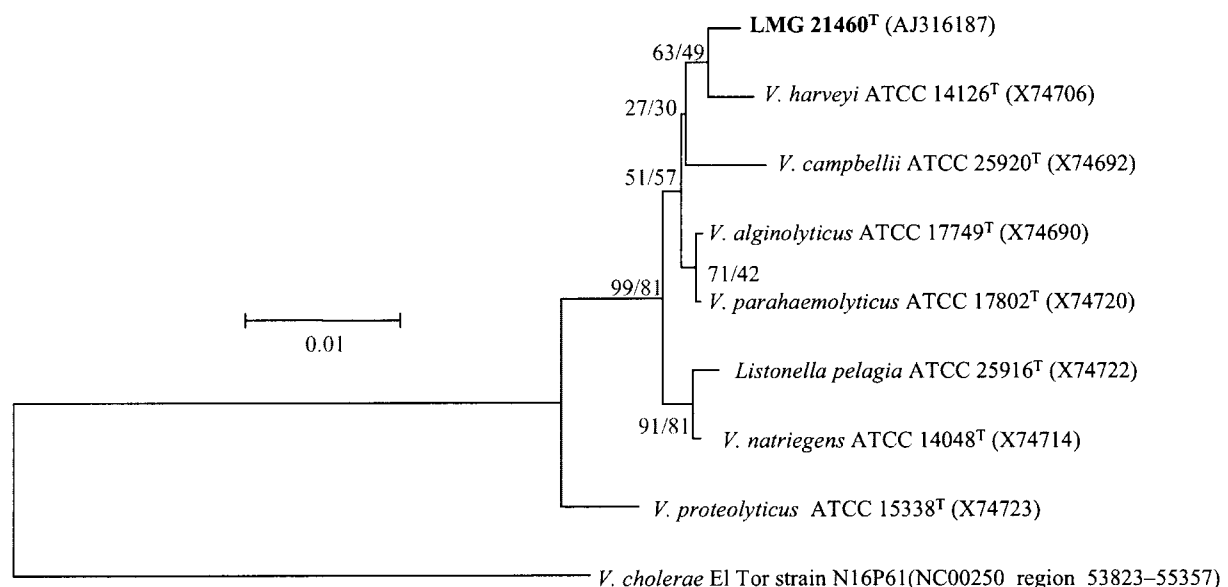 LMG 21460ᵀ (AJ316187)
63/49
V. harveyi ATCC 14126ᵀ (X74706)
27/30
V. campbellii ATCC 25920ᵀ (X74692)
51/57
V. alginolyticus ATCC 17749ᵀ (X74690)
71/42
99/81
V. parahaemolyticus ATCC 17802ᵀ (X74720)
0.01
Listonella pelagia ATCC 25916ᵀ (X74722)
91/81
V. natriegens ATCC 14048ᵀ (X74714)
V. proteolyticus ATCC 15338ᵀ (X74723)
V. cholerae El Tor strain N16P61(NC00250 region 53823–55357)